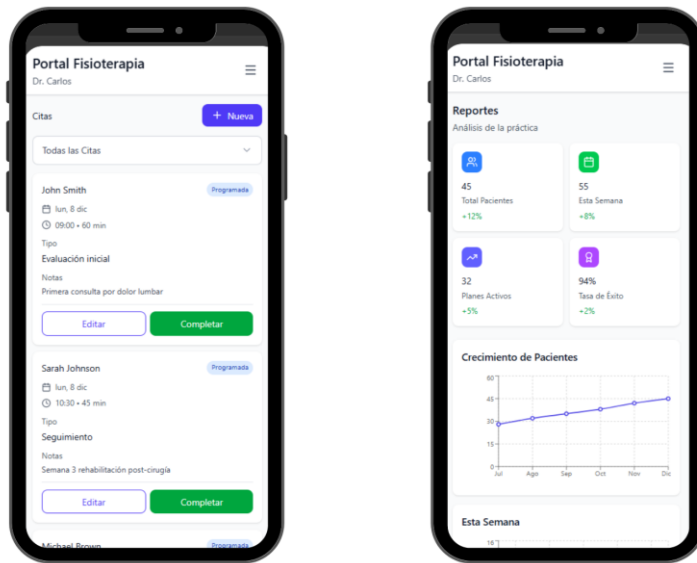 Portal Fisioterapia
Dr. Carlos
Citas
+ Nueva
Todas las Citas
John Smith
Programada
lun, 8 dic
09:00 • 60 min
Tipo
Evaluación inicial
Notas
Primera consulta por dolor lumbar
Editar
Completar
Sarah Johnson
Programada
lun, 8 dic
10:30 • 45 min
Tipo
Seguimiento
Notas
Semana 3 rehabilitación post-cirugía
Editar
Completar
Michael Brown
Programada
Portal Fisioterapia
Dr. Carlos
Reportes
Análisis de la práctica
45
Total Pacientes
+12%
55
Esta Semana
+8%
32
Planes Activos
+5%
94%
Tasa de Éxito
+2%
Crecimiento de Pacientes
60
45
30
15
0
Jul Ago Sep Oct Nov Dic
Esta Semana
16